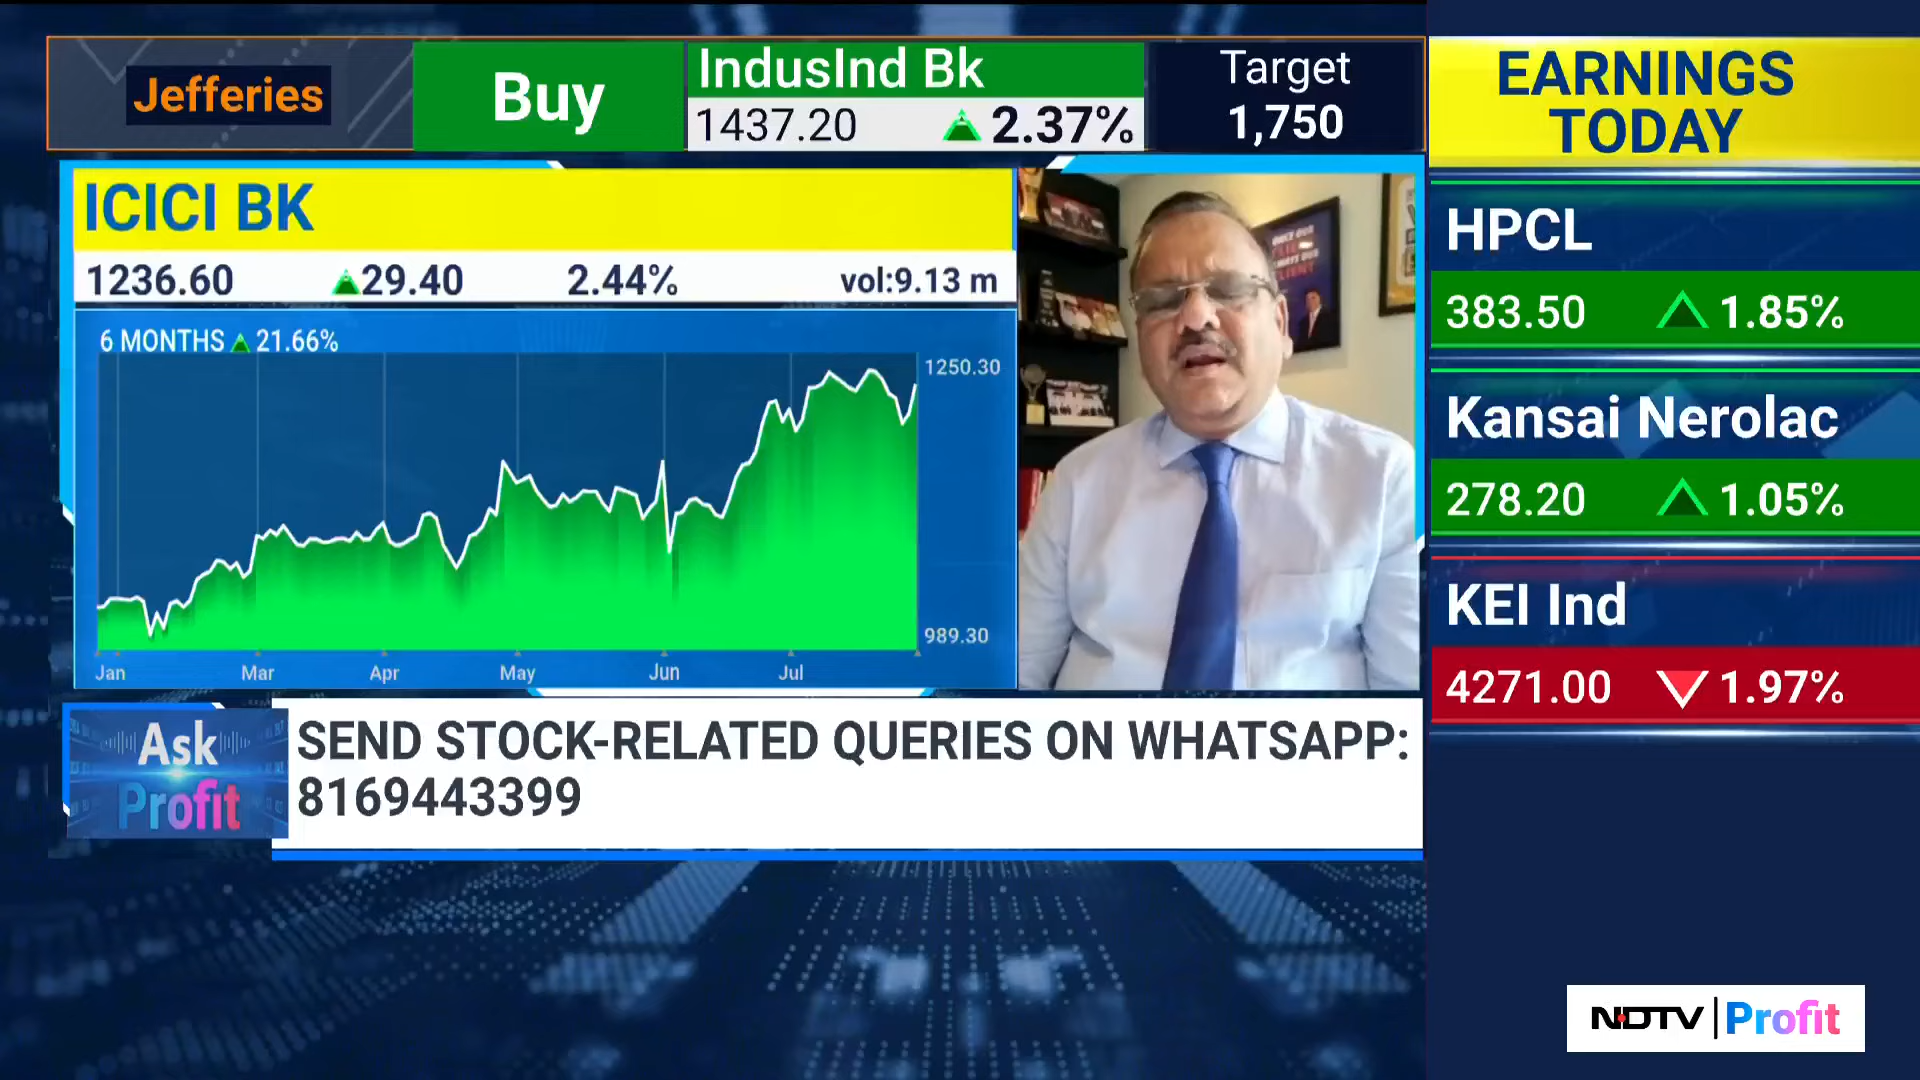 Jefferies
Buy
IndusInd Bk
1437.20 2.37%
Target
1,750
EARNINGS
TODAY
ICICI BK
1236.60 29.40 2.44% vol:9.13 m
6 MONTHS 21.66%
1250.30
989.30
Jan Mar Apr May Jun Jul
HPCL
383.50 1.85%
Kansai Nerolac
278.20 1.05%
KEI Ind
4271.00 1.97%
Ask
Profit
SEND STOCK-RELATED QUERIES ON WHATSAPP:
8169443399
NDTV Profit